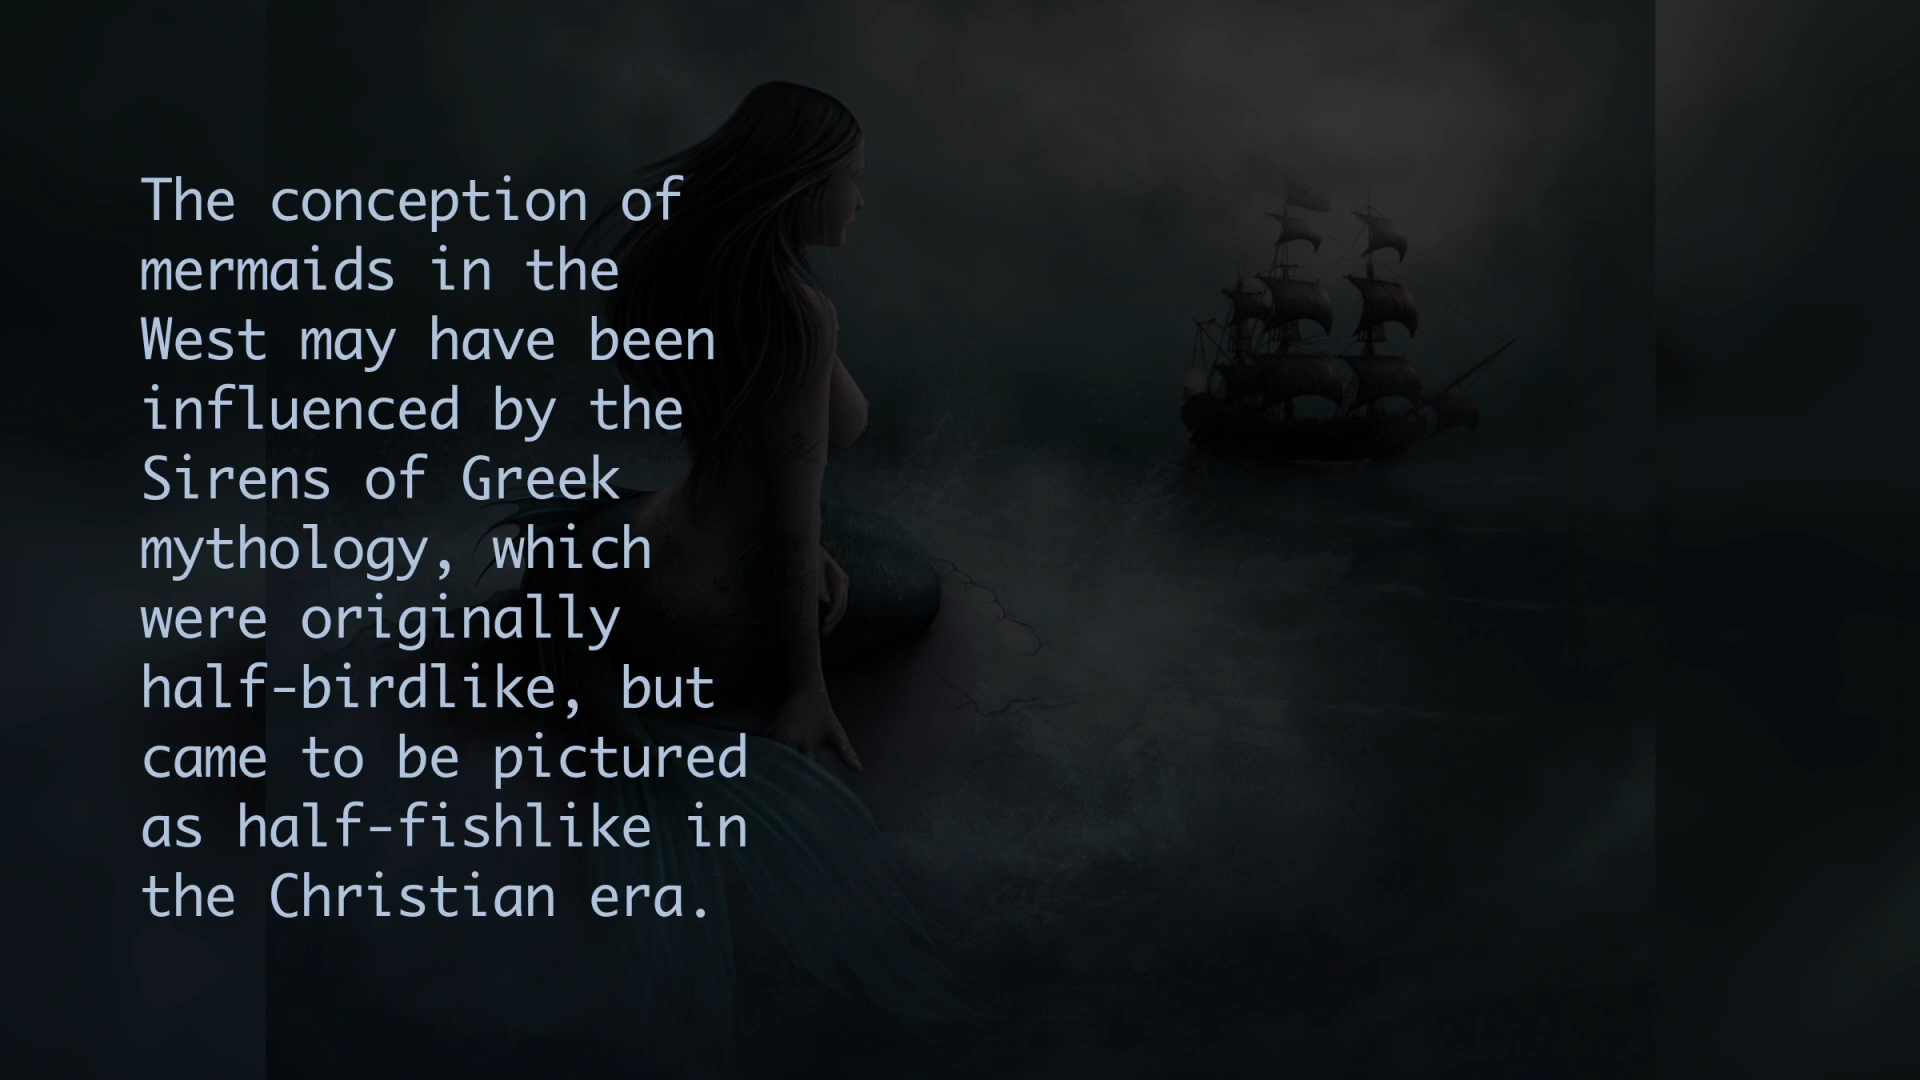 The conception of
mermaids in the
West may have been
influenced by the
Sirens of Greek
mythology, which
were originally
half-birdlike, but
came to be pictured
as half-fishlike in
the Christian era.